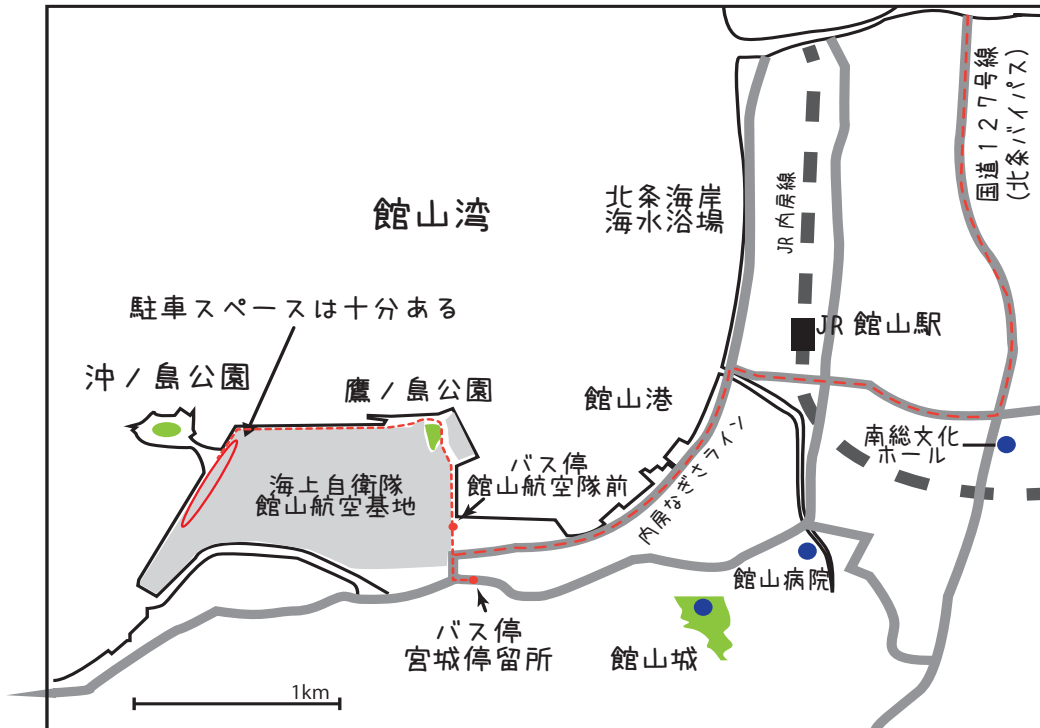 国道127号線
(北条バイパス)
北条海岸
海水浴場
JR 内房線
館山湾
駐車スペースは十分ある
JR 館山駅
沖ノ島公園
鷹ノ島公園
館山港
南総文化
ホール
バス停
館山航空隊前
内房なぎさライン
海上自衛隊
館山航空基地
館山病院
バス停
宮城停留所
館山城
1km